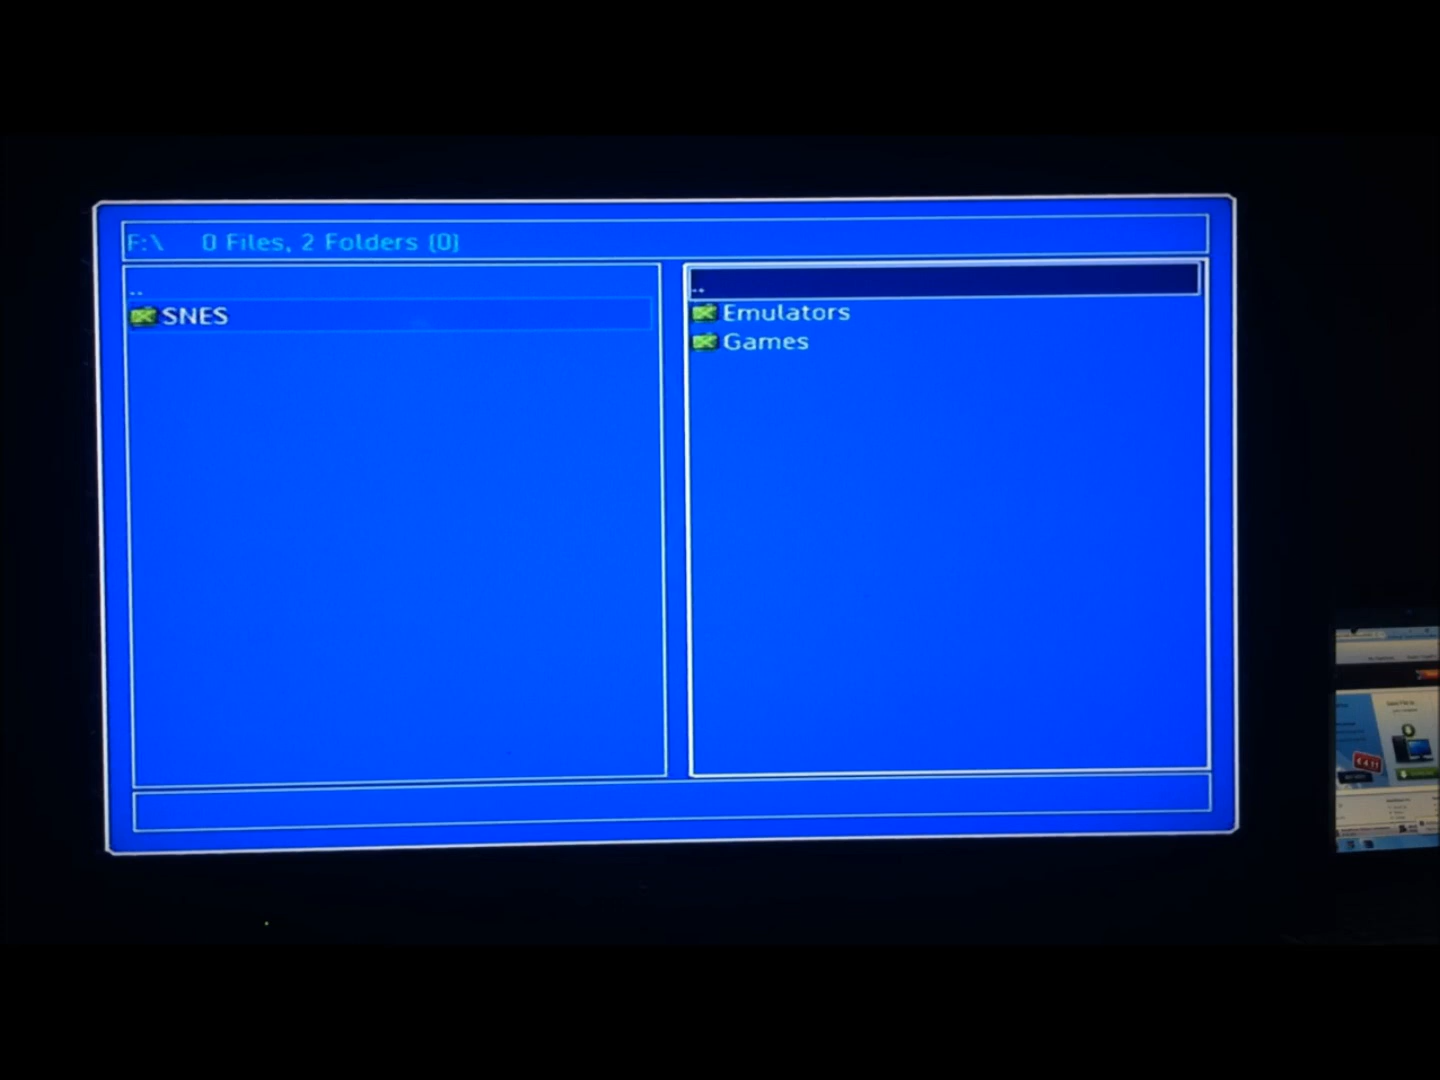 F:\ 0 Files, 2 Folders (0)
..
SNES
..
Emulators
Games